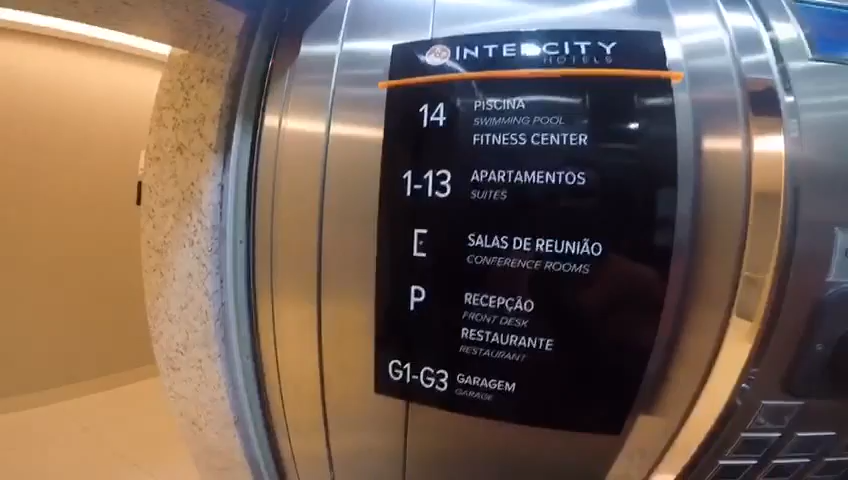 INTERCITY
HOTELS
14 PISCINA
SWIMMING POOL
FITNESS CENTER
1-13 APARTAMENTOS
SUITES
E SALAS DE REUNIÃO
CONFERENCE ROOMS
P RECEPÇÃO
FRONT DESK
RESTAURANTE
RESTAURANT
G1-G3 GARAGEM
GARAGE